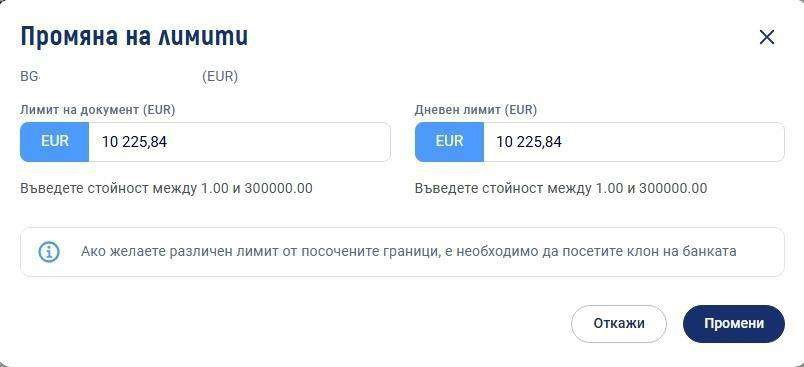 Промяна на лимити
BG (EUR)
Лимит на документ (EUR)
Дневен лимит (EUR)
EUR 10 225,84
EUR 10 225,84
Въведете стойност между 1.00 и 300000.00
Въведете стойност между 1.00 и 300000.00
Ако желаете различен лимит от посочените граници, е необходимо да посетите клон на банката
Откажи
Промени